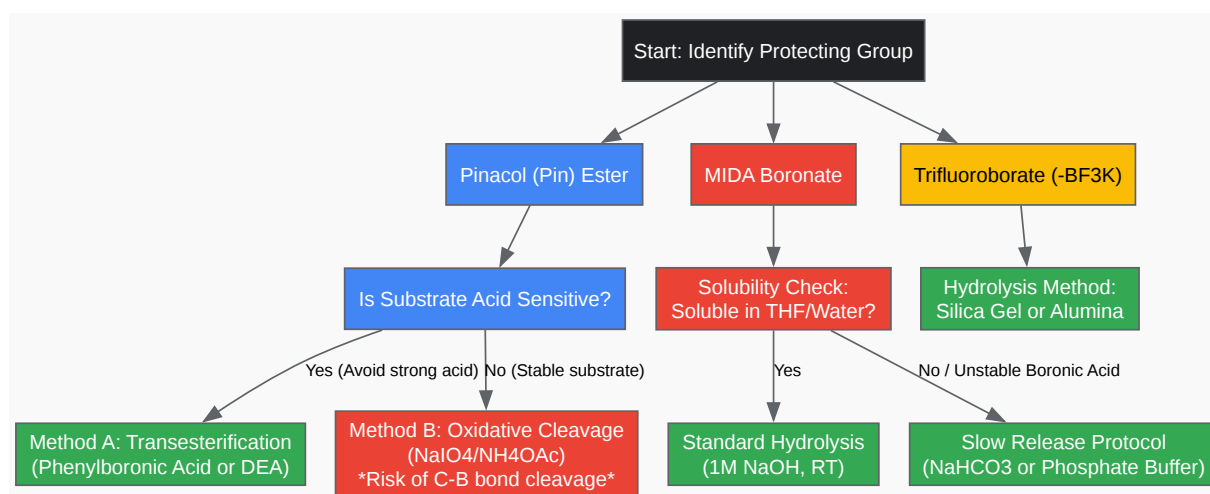 Start: Identify Protecting Group
Pinacol (Pin) Ester
MIDA Boronate
Trifluoroborate (-BF3K)
Is Substrate Acid Sensitive?
Solubility Check:
Soluble in THF/Water?
Hydrolysis Method:
Silica Gel or Alumina
Yes (Avoid strong acid)
No (Stable substrate)
Yes
No / Unstable Boronic Acid
Method A: Transesterification
(Phenylboronic Acid or DEA)
Method B: Oxidative Cleavage
(NaIO4/NH4OAc)
*Risk of C-B bond cleavage*
Standard Hydrolysis
(1M NaOH, RT)
Slow Release Protocol
(NaHCO3 or Phosphate Buffer)